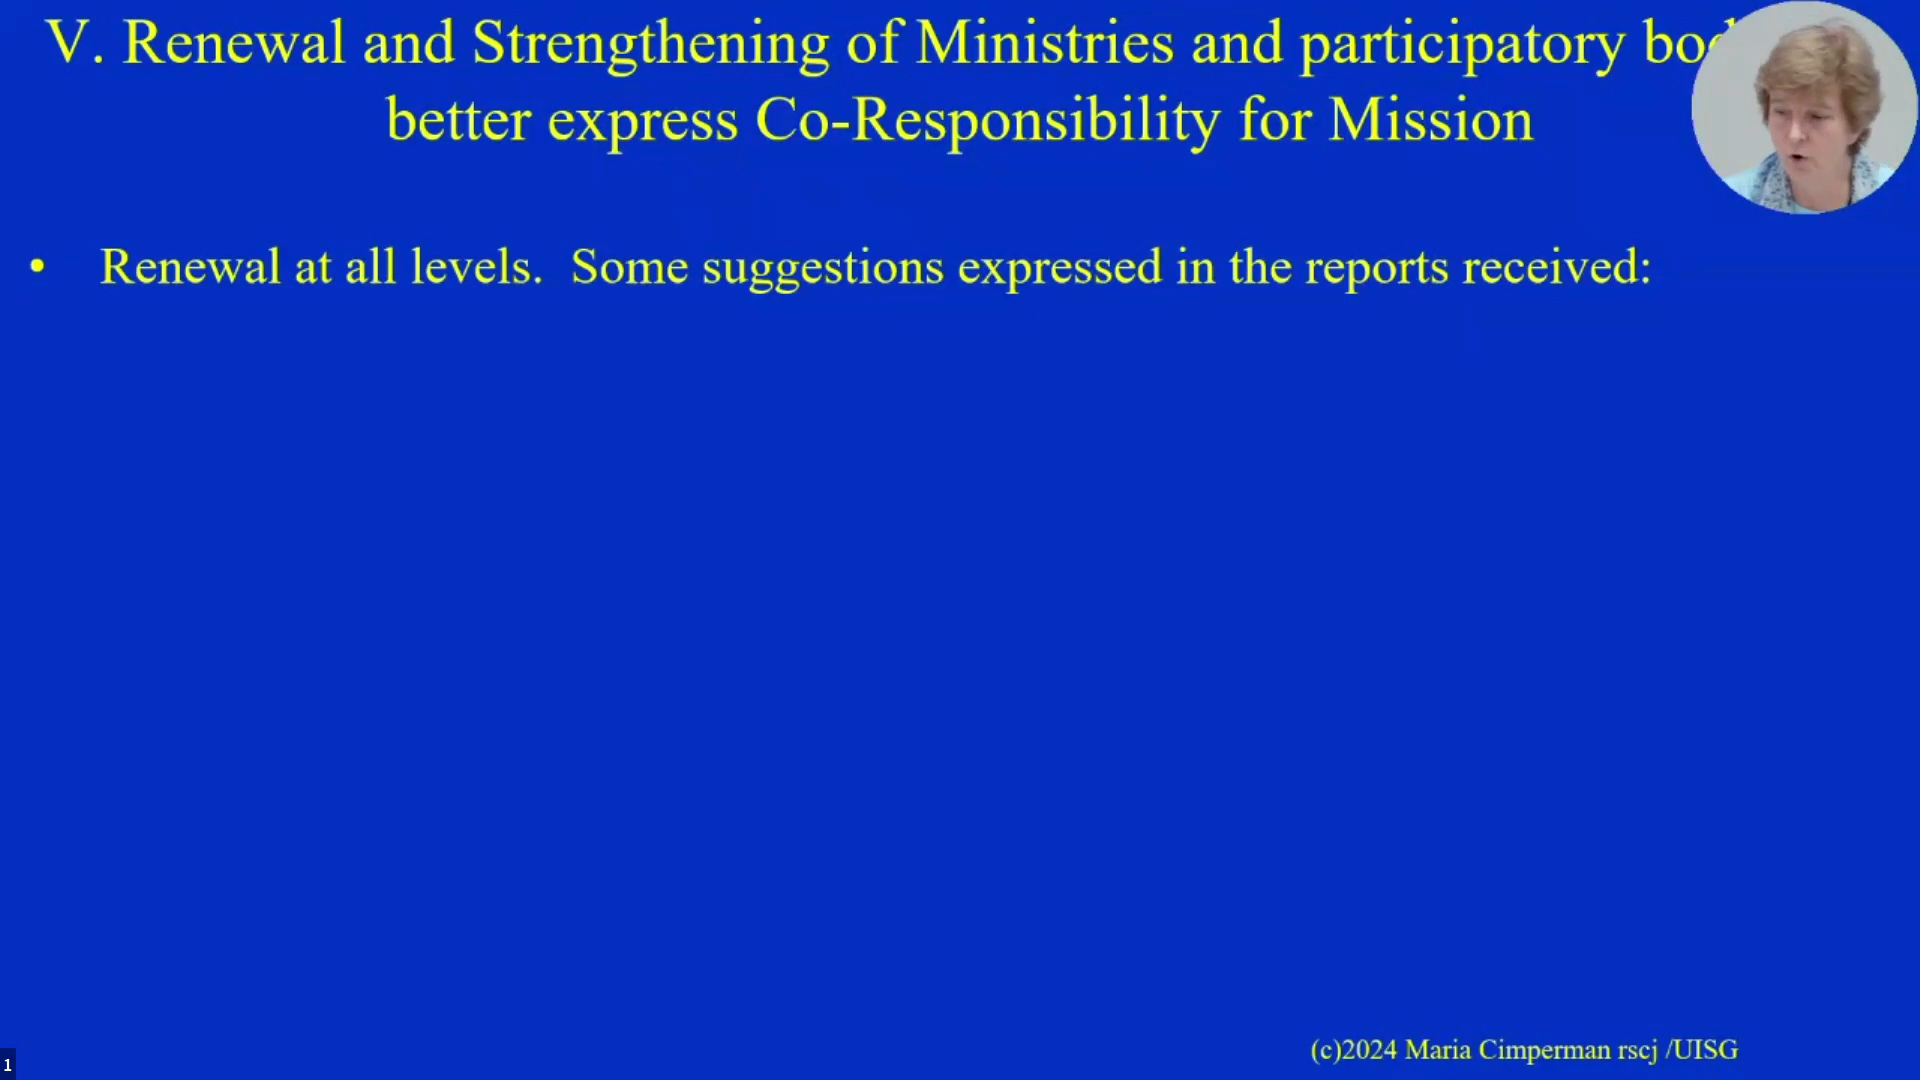 V. Renewal and Strengthening of Ministries and participatory
better express Co-Responsibility for Mission
• Renewal at all levels. Some suggestions expressed in the reports received:
(c)2024 Maria Cimperman rscj /UISG
1